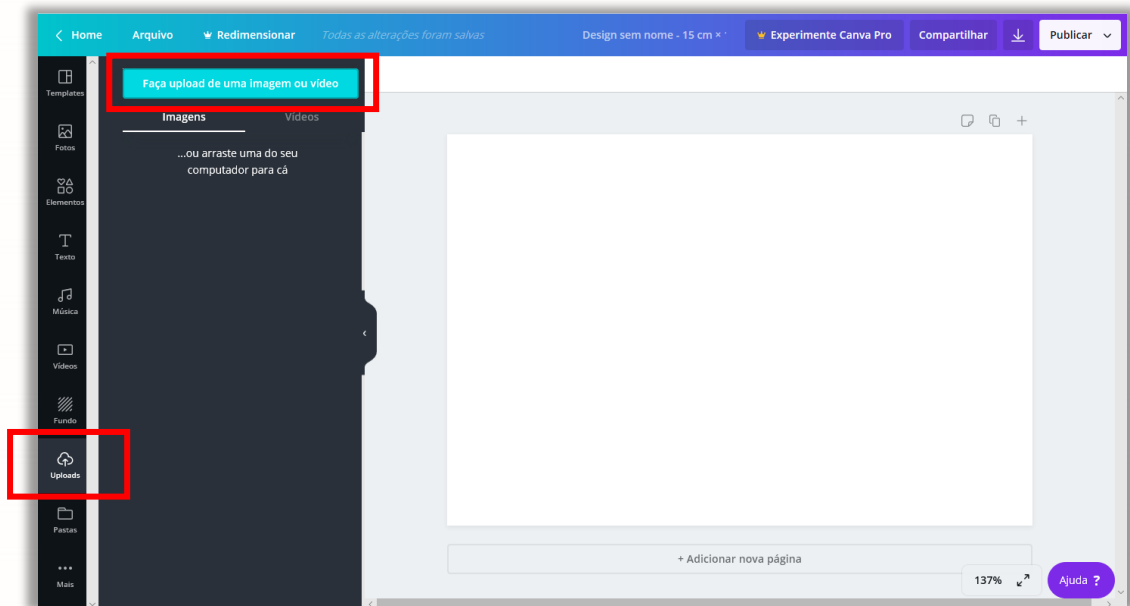 Home
Arquivo
Redimensionar
Todas as alterações foram salvas
Design sem nome - 15 cm ×
Experimente Canva Pro
Compartilhar
Publicar
Templates
Fotos
Elementos
Texto
Música
Vídeos
Fundo
Uploads
Pastas
Mais
Faça upload de uma imagem ou vídeo
Imagens
Vídeos
...ou arraste uma do seu
computador para cá
+ Adicionar nova página
137%
Ajuda ?